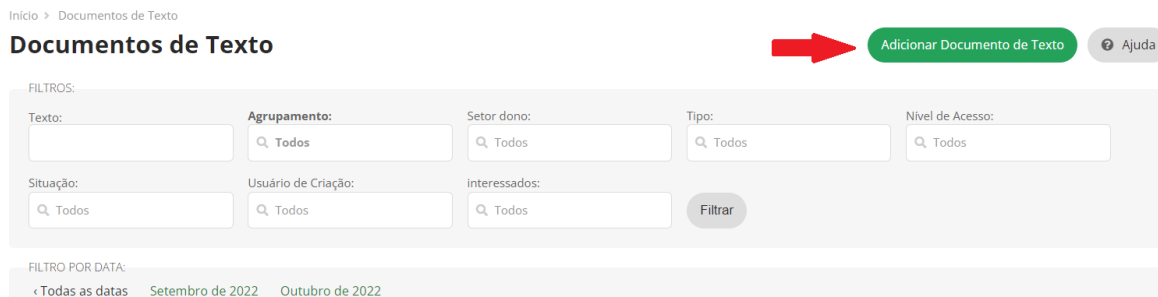 Início > Documentos de Texto
Documentos de Texto
Adicionar Documento de Texto
Ajuda
FILTROS:
Texto:
Agrupamento:
Setor dono:
Tipo:
Nível de Acesso:
Todos
Todos
Todos
Todos
Situação:
Usuário de Criação:
interessados:
Todos
Todos
Todos
Filtrar
FILTRO POR DATA:
‹ Todas as datas Setembro de 2022 Outubro de 2022